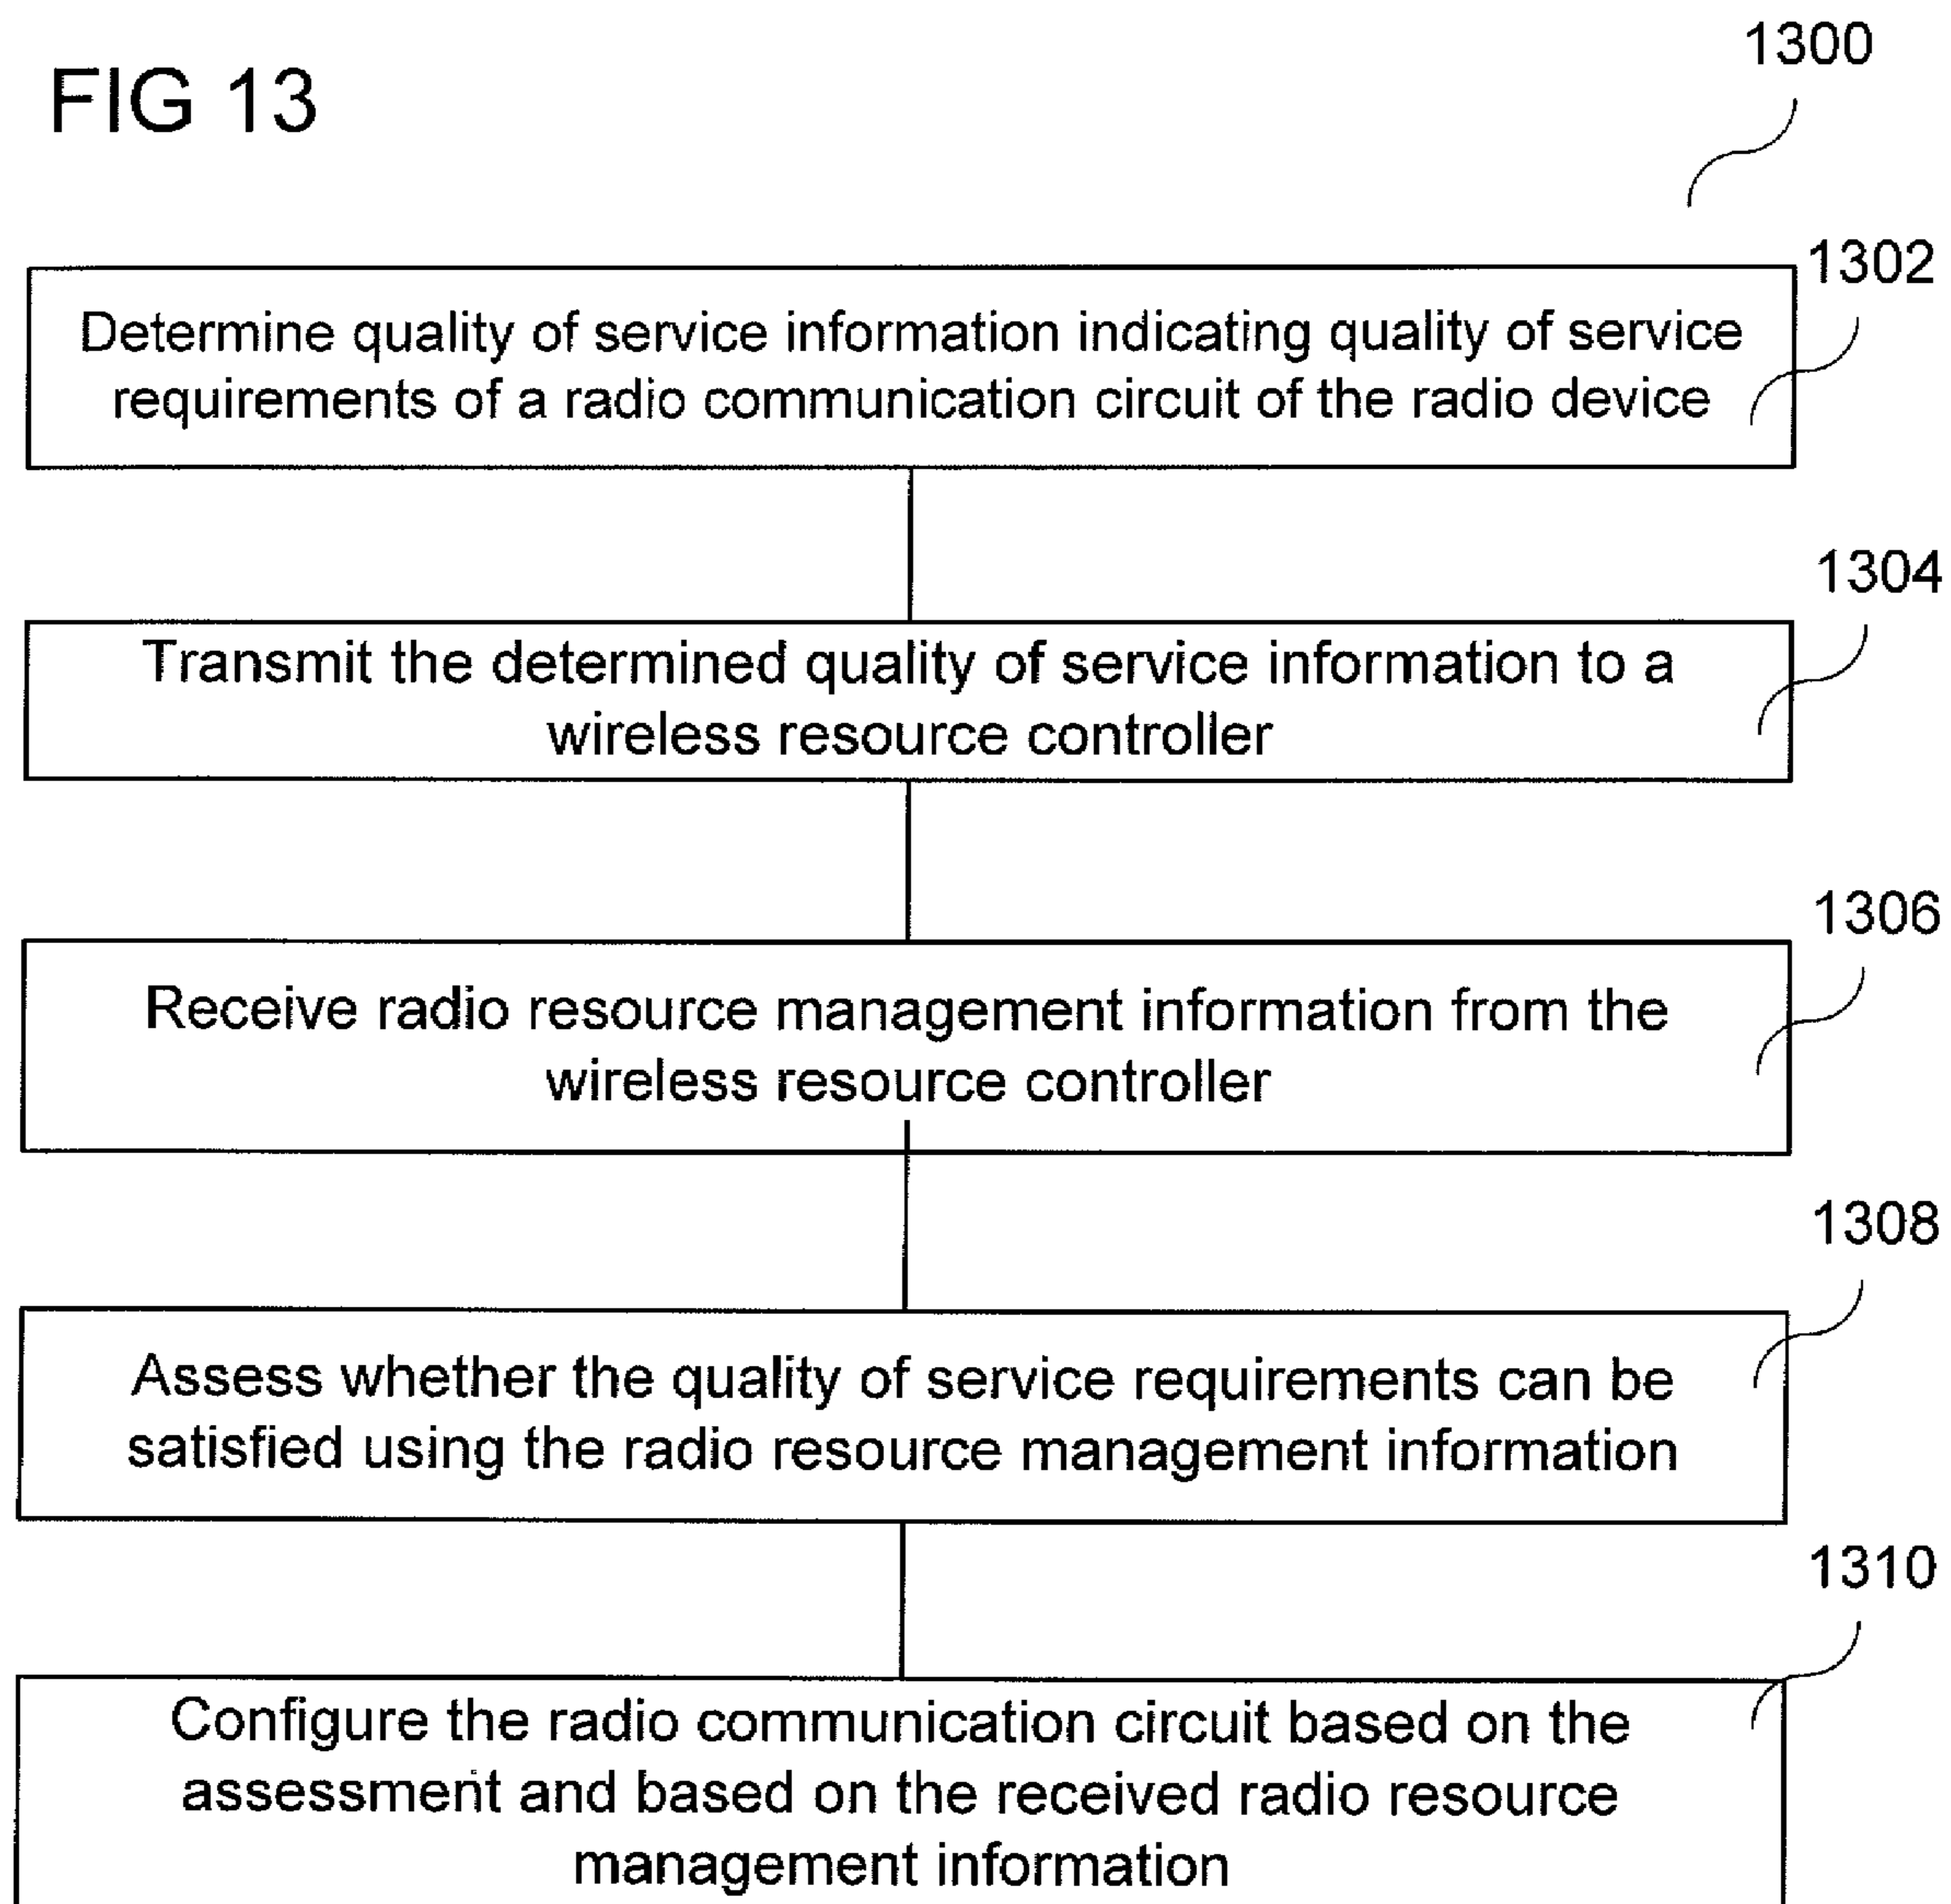 FIG 13
1300
1302
Determine quality of service information indicating quality of service
requirements of a radio communication circuit of the radio device
1304
Transmit the determined quality of service information to a
wireless resource controller
1306
Receive radio resource management information from the
wireless resource controller
1308
Assess whether the quality of service requirements can be
satisfied using the radio resource management information
1310
Configure the radio communication circuit based on the
assessment and based on the received radio resource
management information